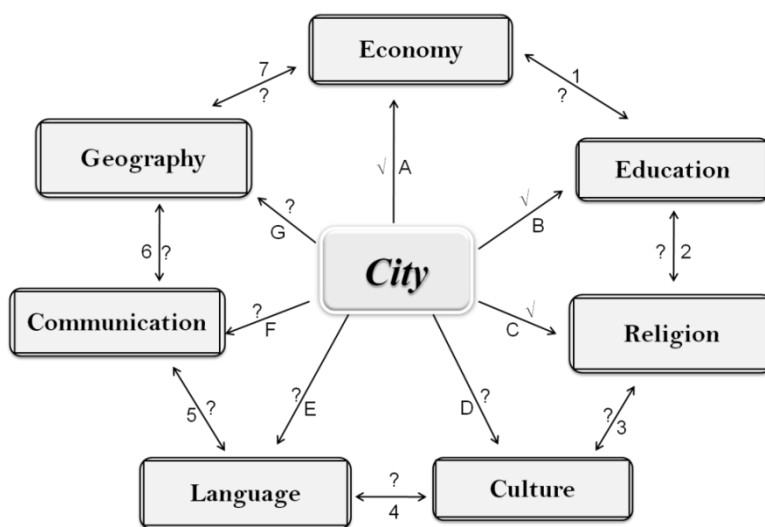 Economy
7
?
1
?
Geography
√ A
Education
√
B
?
G
City
6 ?
? 2
Communication
?
F
√
C
Religion
5 ?
?
E
?
D
?
3
Language
?
4
Culture